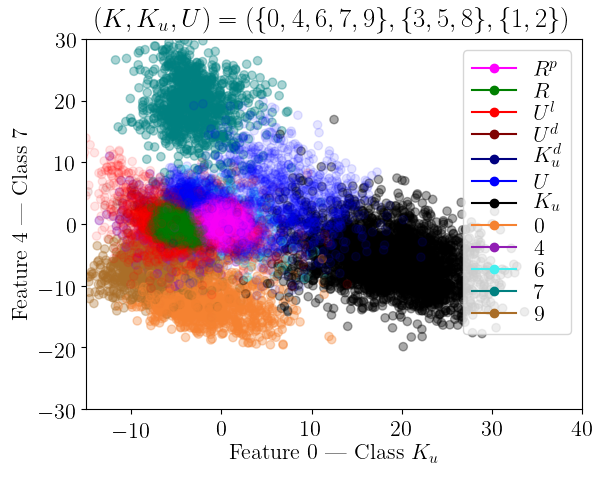 (K, K_u, U) = ({0, 4, 6, 7, 9}, {3, 5, 8}, {1, 2})
30
20
10
0
−10
−20
−30
Feature 4 — Class 7
R^p
R
U^l
U^d
K_u^d
U
K_u
0
4
6
7
9
−10
0
10
20
30
40
Feature 0 — Class K_u